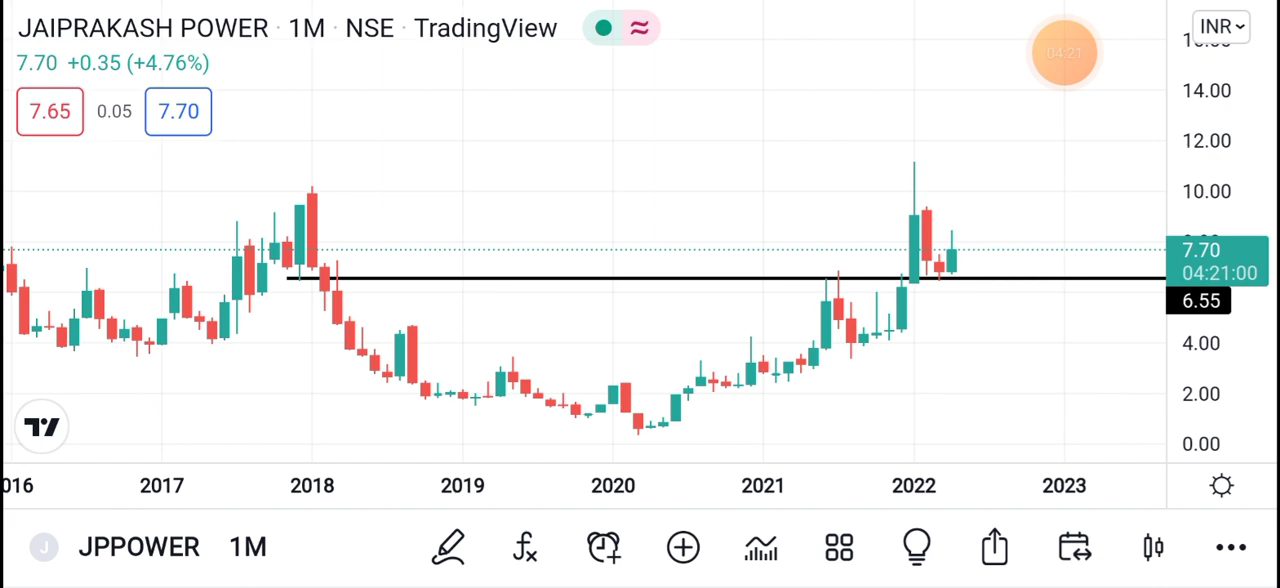 JAIPRAKASH POWER · 1M · NSE · TradingView
INR
7.70 +0.35 (+4.76%)
04:21
7.65 0.05 7.70
14.00
12.00
10.00
7.70
04:21:00
6.55
4.00
2.00
0.00
016 2017 2018 2019 2020 2021 2022 2023
J JPPOWER 1M